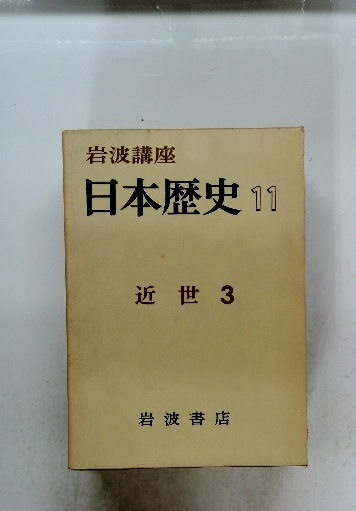 岩波講座
日本歴史 11
近世 3
岩波書店